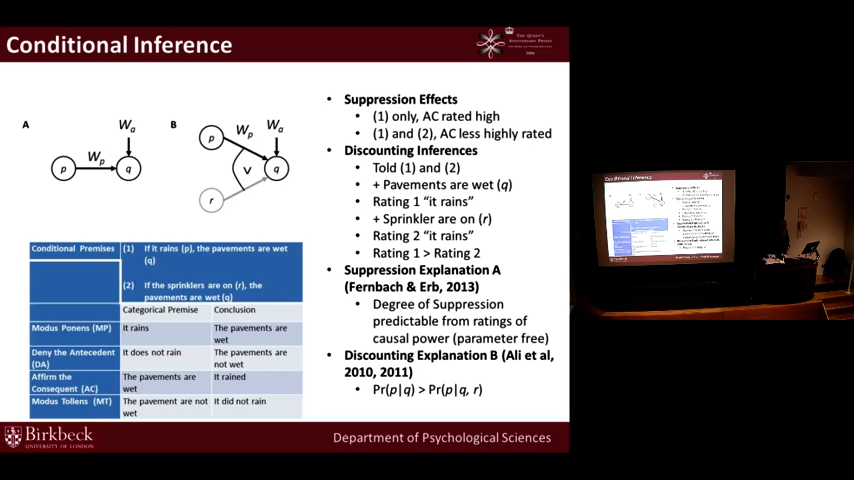 Conditional Inference
THE QUEEN'S
ANNIVERSARY PRIZES
A
B
Wa
Wp
p
q
p
Wp
Wa
V
q
r
Conditional Premises
(1) If it rains (p), the pavements are wet
(q)
(2) If the sprinklers are on (r), the
pavements are wet (q)
Categorical Premise
Conclusion
Modus Ponens (MP)
It rains
The pavements are
wet
Deny the Antecedent
(DA)
It does not rain
The pavements are
not wet
Affirm the
Consequent (AC)
The pavements are
wet
It rained
Modus Tollens (MT)
The pavement are not
wet
It did not rain
• Suppression Effects
• (1) only, AC rated high
• (1) and (2), AC less highly rated
• Discounting Inferences
• Told (1) and (2)
• + Pavements are wet (q)
• Rating 1 “it rains”
• + Sprinkler are on (r)
• Rating 2 “it rains”
• Rating 1 > Rating 2
• Suppression Explanation A
(Fernbach & Erb, 2013)
• Degree of Suppression
predictable from ratings of
causal power (parameter free)
• Discounting Explanation B (Ali et al,
2010, 2011)
• Pr(p|q) > Pr(p|q, r)
Birkbeck
UNIVERSITY OF LONDON
Department of Psychological Sciences
Conditional Inference